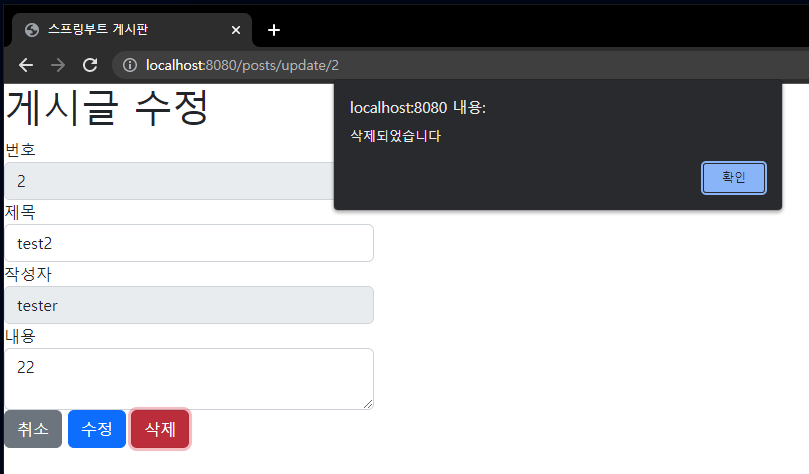 스프링부트 게시판
localhost:8080/posts/update/2
localhost:8080 내용:
삭제되었습니다
확인
게시글 수정
번호
2
제목
test2
작성자
tester
내용
22
취소 수정 삭제